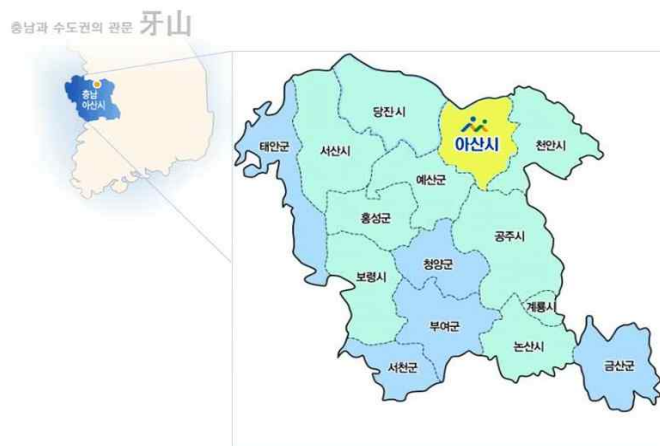 충남과 수도권의 관문 牙山
충남
아산시
당진시
아산시
천안시
태안군
서산시
예산군
홍성군
공주시
청양군
보령시
계룡시
부여군
논산시
서천군
금산군